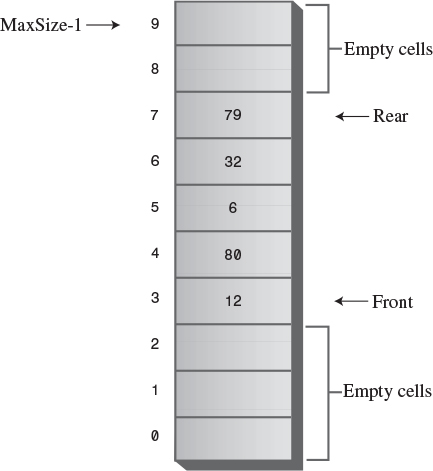 MaxSize-1 9
8
Empty cells
7 79 Rear
6 32
5 6
4 80
3 12 Front
2
1 Empty cells
0